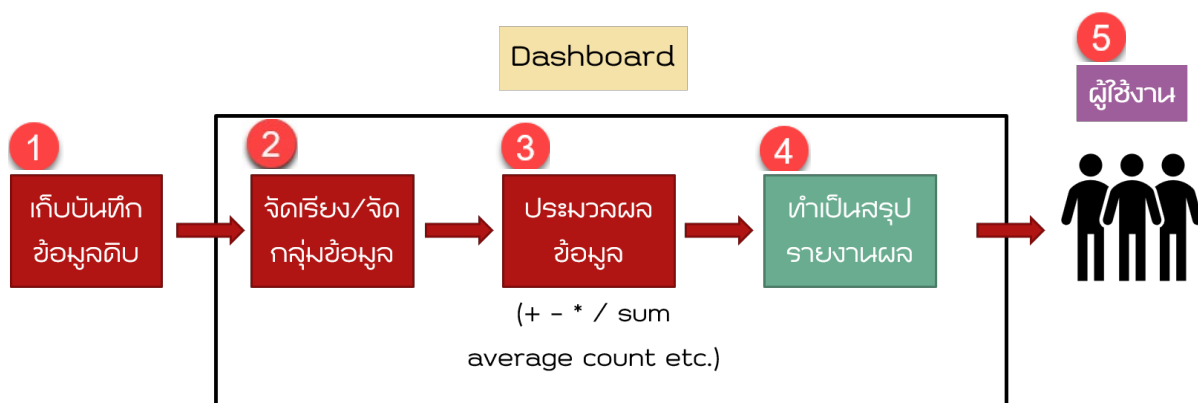 Dashboard
5
ผู้ใช้งาน
1
เก็บบันทึก
ข้อมูลดิบ
2
จัดเรียง/จัด
กลุ่มข้อมูล
3
ประมวลผล
ข้อมูล
(+ - * / sum
average count etc.)
4
ทำเป็นสรุป
รายงานผล